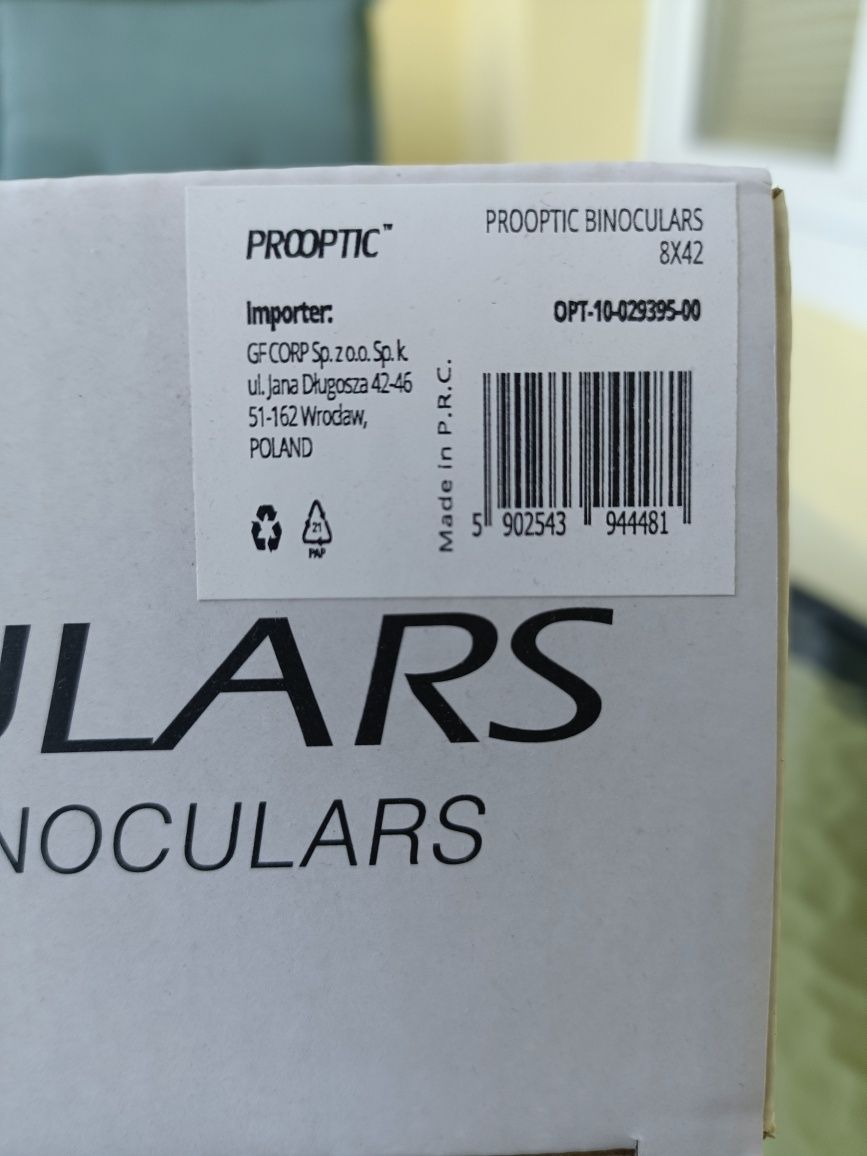 PROOPTIC™
PROOPTIC BINOCULARS
8X42
Importer:
OPT-10-029395-00
GF CORP Sp. z o.o. Sp. k.
ul. Jana Długosza 42-46
51-162 Wrocław,
POLAND
Made in P.R.C.
21
PAP
5 902543 944481
ULARS
NOCULARS